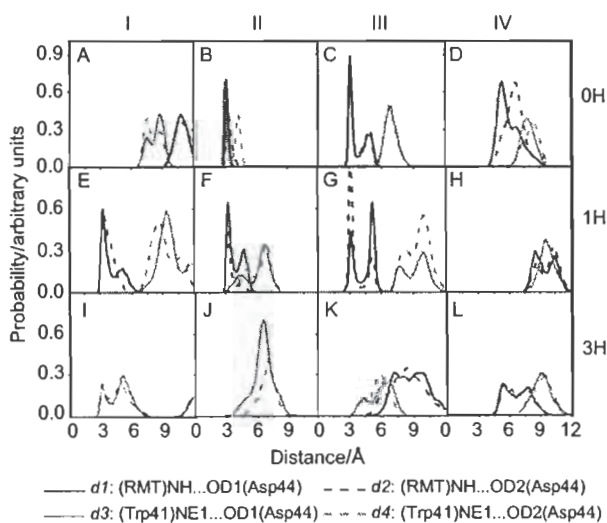 I II III IV
0.9 A B C D
0.6
0.3
0.0
0H
E F G H
0.6
0.3
0.0
1H
I J K L
0.6
0.3
0.0
3H
Probability/arbitrary units
0 3 6 9 0 3 6 9 0 3 6 9 0 3 6 9 12
Distance/Å
d1: (RMT)NH...OD1(Asp44) d2: (RMT)NH...OD2(Asp44)
d3: (Trp41)NE1...OD1(Asp44) d4: (Trp41)NE1...OD2(Asp44)